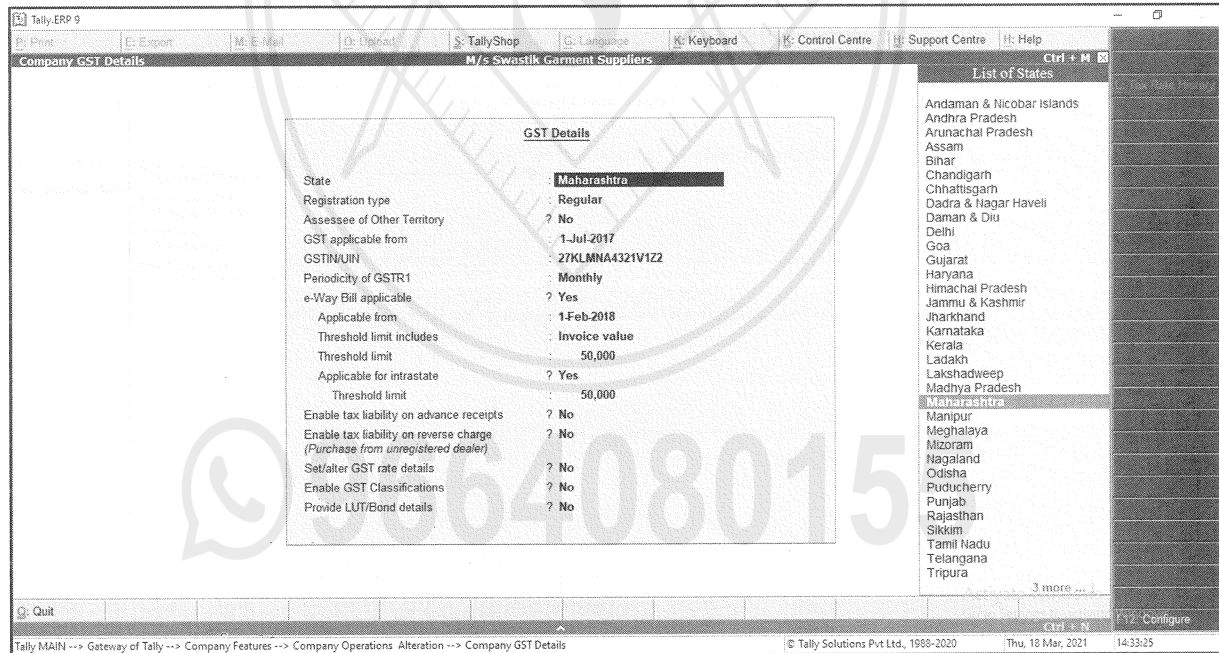 Tally.ERP 9
P: Print E: Export M: E-Mail O: Upload S: TallyShop G: Language K: Keyboard K: Control Centre H: Support Centre H: Help
Company GST Details M/s Swastik Garment Suppliers Ctrl + M
GST Details
State : Maharashtra
Registration type : Regular
Assessee of Other Territory ? No
GST applicable from : 1-Jul-2017
GSTIN/UIN : 27KLMNA4321V1Z2
Periodicity of GSTR1 : Monthly
e-Way Bill applicable ? Yes
Applicable from : 1-Feb-2018
Threshold limit includes : Invoice value
Threshold limit : 50,000
Applicable for intrastate ? Yes
Threshold limit : 50,000
Enable tax liability on advance receipts ? No
Enable tax liability on reverse charge ? No
(Purchase from unregistered dealer)
Set/alter GST rate details ? No
Enable GST Classifications ? No
Provide LUT/Bond details ? No
List of States
Andaman & Nicobar Islands
Andhra Pradesh
Arunachal Pradesh
Assam
Bihar
Chandigarh
Chhattisgarh
Dadra & Nagar Haveli
Daman & Diu
Delhi
Goa
Gujarat
Haryana
Himachal Pradesh
Jammu & Kashmir
Jharkhand
Karnataka
Kerala
Ladakh
Lakshadweep
Madhya Pradesh
Maharashtra
Manipur
Meghalaya
Mizoram
Nagaland
Odisha
Puducherry
Punjab
Rajasthan
Sikkim
Tamil Nadu
Telangana
Tripura
3 more ... ↓
L: Tax Rate History
Q: Quit
Ctrl + N
F12: Configure
Tally MAIN --> Gateway of Tally --> Company Features --> Company Operations Alteration --> Company GST Details © Tally Solutions Pvt Ltd., 1988-2020 Thu, 18 Mar, 2021 14:33:25